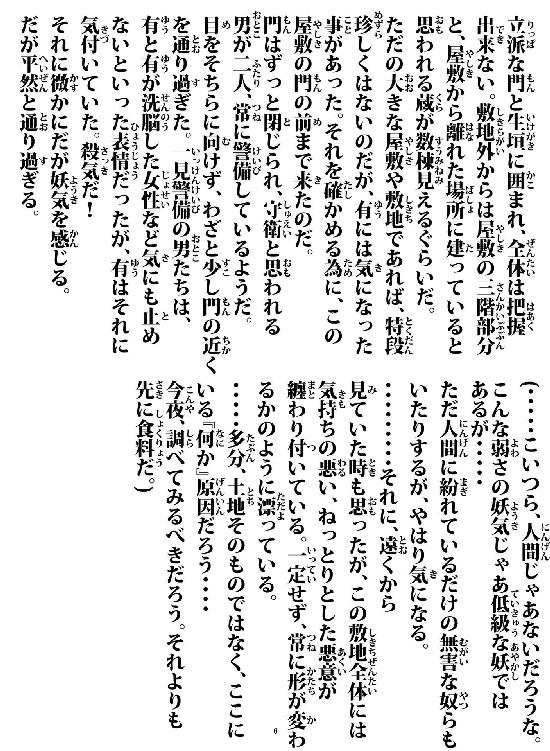 立派な門と生垣に囲まれ、全体は把握
出来ない。敷地外からは屋敷の三階部分
と、屋敷から離れた場所に建っていると
思われる蔵が数棟見えるぐらいだ。
ただの大きな屋敷や敷地であれば、特段
珍しくはないのだが、有には気になった
事があった。それを確かめる為に、この
屋敷の門の前まで来たのだ。
門はずっと閉じられ、守衛と思われる
男が二人、常に警備しているようだ。
目をそちらに向けず、わざと少し門の近く
を通り過ぎた。一見警備の男たちは、
有と有が洗脳した女性など気にも止め
ないといった表情だったが、有はそれに
気付いていた。殺気だ！
それに微かにだが妖気を感じる。
だが平然と通り過ぎる。
(・・・・・こいつら、人間じゃあないだろうな。
こんな弱さの妖気じゃあ低級な妖では
あるが・・・・
ただ人間に紛れているだけの無害な奴らも
いたりするが、やはり気になる。
・・・・・・・・・それに、遠くから
見ていた時も思ったが、この敷地全体には
気持ちの悪い、ねっとりとした悪意が
纏わり付いている。一定せず、常に形が変わ
るかのように漂っている。
・・・・・多分、土地そのものではなく、ここに
いる『何か』原因だろう・・・・
今夜、調べてみるべきだろう。それよりも
先に食料だ。)
6